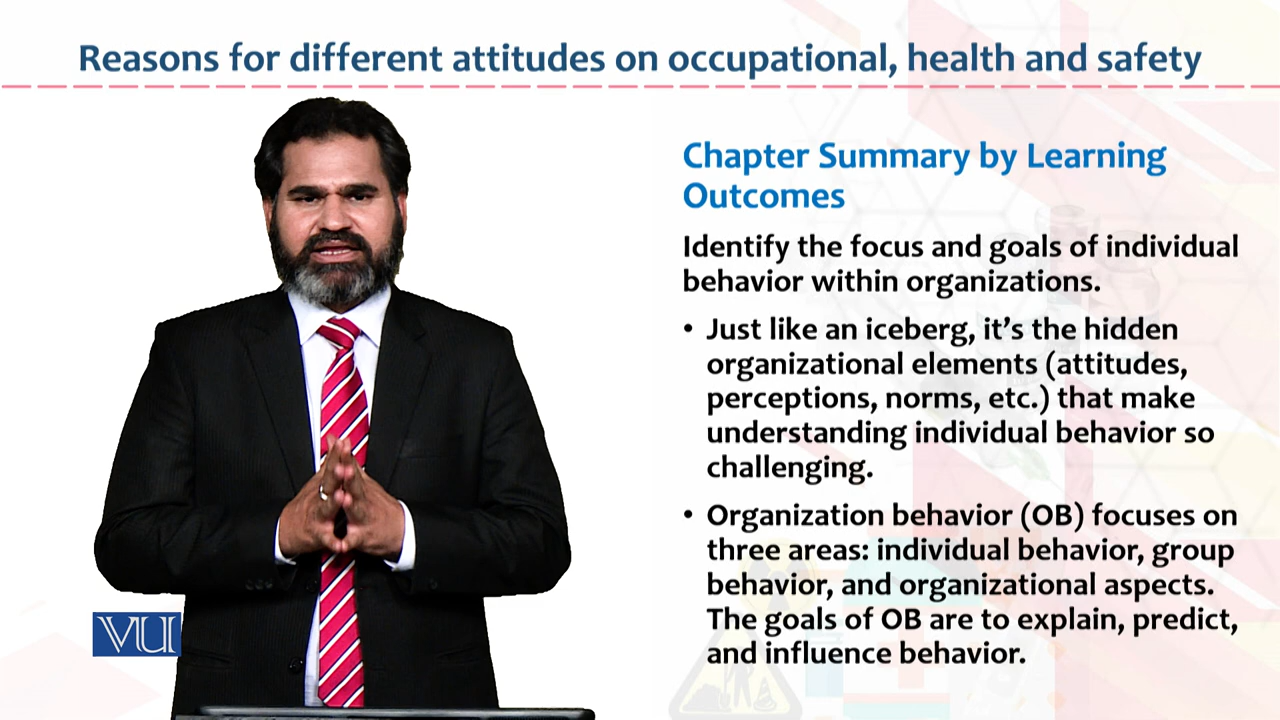 Reasons for different attitudes on occupational, health and safety
Chapter Summary by Learning
Outcomes
Identify the focus and goals of individual
behavior within organizations.
• Just like an iceberg, it’s the hidden
organizational elements (attitudes,
perceptions, norms, etc.) that make
understanding individual behavior so
challenging.
• Organization behavior (OB) focuses on
three areas: individual behavior, group
behavior, and organizational aspects.
The goals of OB are to explain, predict,
and influence behavior.
VU